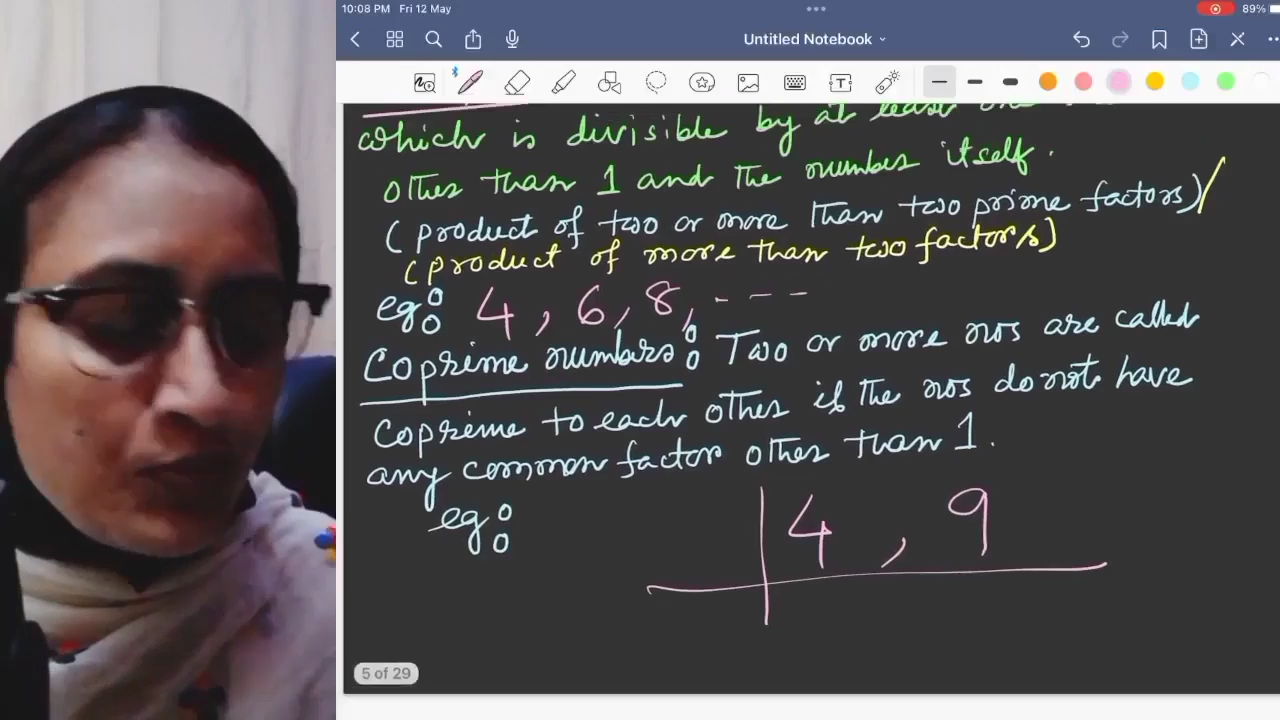 10:08 PM Fri 12 May
89%
Untitled Notebook
which is divisible by at least
other than 1 and the number itself.
(product of two or more than two prime factors)/
(product of more than two factors)
eg: 4, 6, 8, - - -
Coprime numbers: Two or more nos are called
Coprime to each other if the nos do not have
any common factor other than 1.
eg:
4, 9
5 of 29